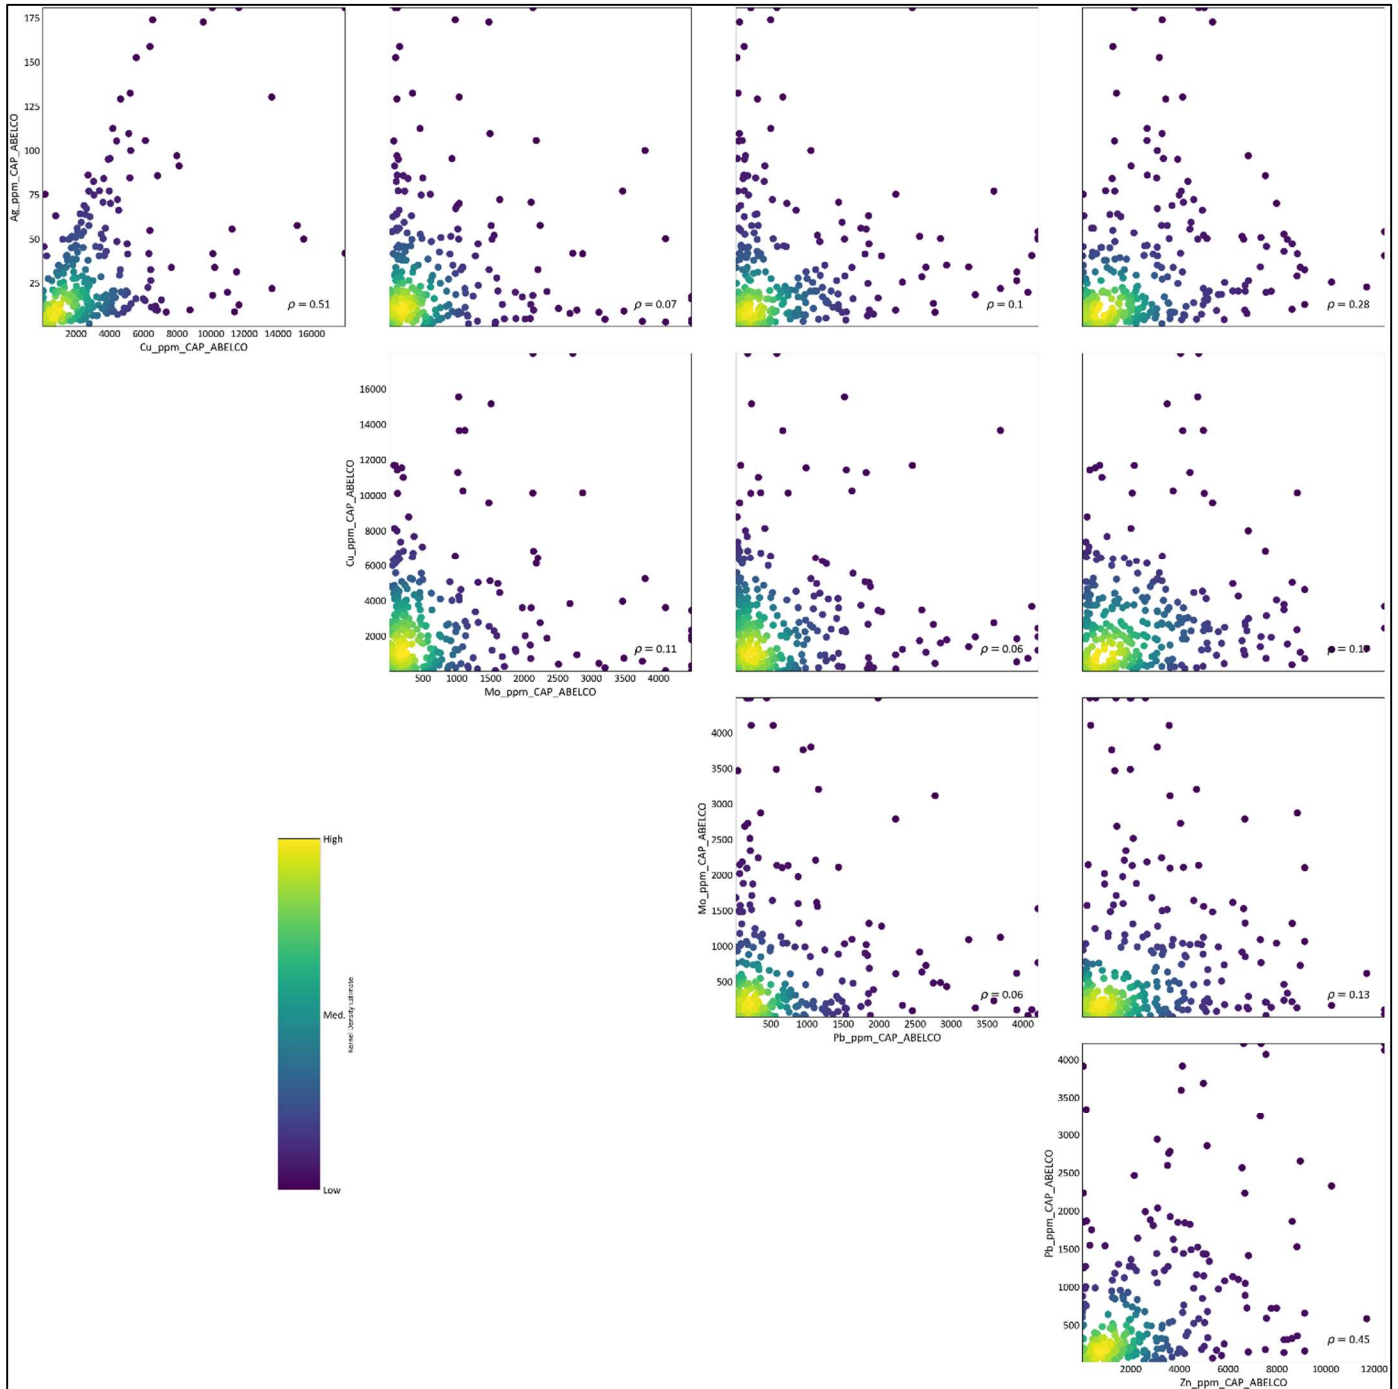 175
150
125
100
75
50
25
Ag_ppm_CAP_ABELCO
ρ = 0.51
ρ = 0.07
ρ = 0.1
ρ = 0.28
2000 4000 6000 8000 10000 12000 14000 16000
Cu_ppm_CAP_ABELCO
16000
14000
12000
10000
8000
6000
4000
2000
Cu_ppm_CAP_ABELCO
ρ = 0.11
ρ = 0.06
500 1000 1500 2000 2500 3000 3500 4000
Mo_ppm_CAP_ABELCO
4000
3500
3000
2500
2000
1500
1000
500
Mo_ppm_CAP_ABELCO
ρ = 0.06
ρ = 0.13
500 1000 1500 2000 2500 3000 3500 4000
Pb_ppm_CAP_ABELCO
High
Med.
Low
Kernel Density Estimate
4000
3500
3000
2500
2000
1500
1000
500
Pb_ppm_CAP_ABELCO
ρ = 0.45
2000 4000 6000 8000 10000 12000
Zn_ppm_CAP_ABELCO